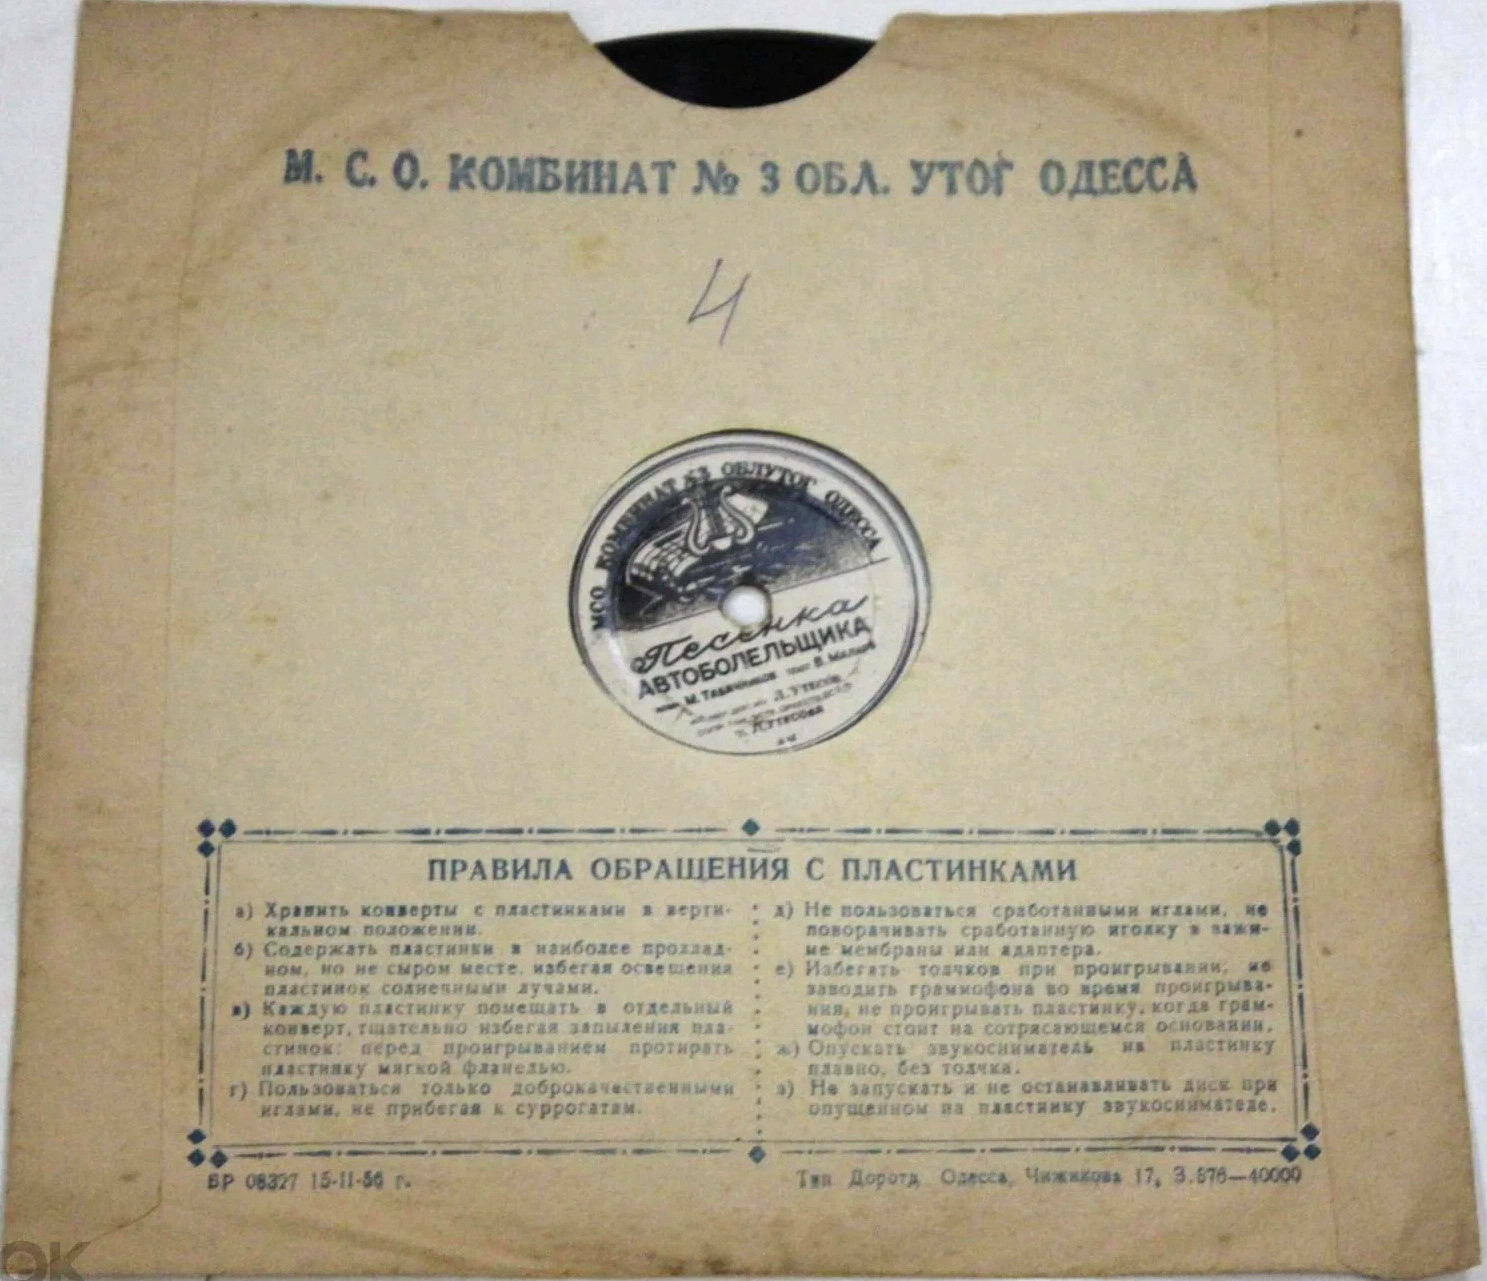 М. С. О. КОМБИНАТ № 3 ОБЛ. УТОГ ОДЕССА
4
МСО КОМБИНАТ №3 ОБЛУТОГ ОДЕССА
Песенка
АВТОБОЛЕЛЬЩИКА
М. Табачников
Л. Утесов
Л. Утесова
ПРАВИЛА ОБРАЩЕНИЯ С ПЛАСТИНКАМИ
а) Хранить конверты с пластинками в верти-
кальном положении.
б) Содержать пластинки в наиболее прохлад-
ном, но не сыром месте, избегая освещения
пластинок солнечными лучами.
в) Каждую пластинку помещать в отдельный
конверт, тщательно избегая запыления пла-
стинок: перед проигрыванием протирать
пластинку мягкой фланелью.
г) Пользоваться только доброкачественными
иглами, не прибегая к суррогатам.
д) Не пользоваться сработанными иглами, не
поворачивать сработанную иголку в зажи-
ме мембраны или адаптера.
е) Избегать толчков при проигрывании; не
заводить граммофона во время проигрыва-
ния, не проигрывать пластинку, когда грам-
мофон стоит на сотрясающемся основании.
ж) Опускать звукосниматель на пластинку
плавно, без толчка.
з) Не запускать и не останавливать диск при
опущенном на пластинку звукоснимателе.
БР 08327 15-II-56 г.
Тип Дорота Одесса, Чижикова 17, З.876—40000
ОК